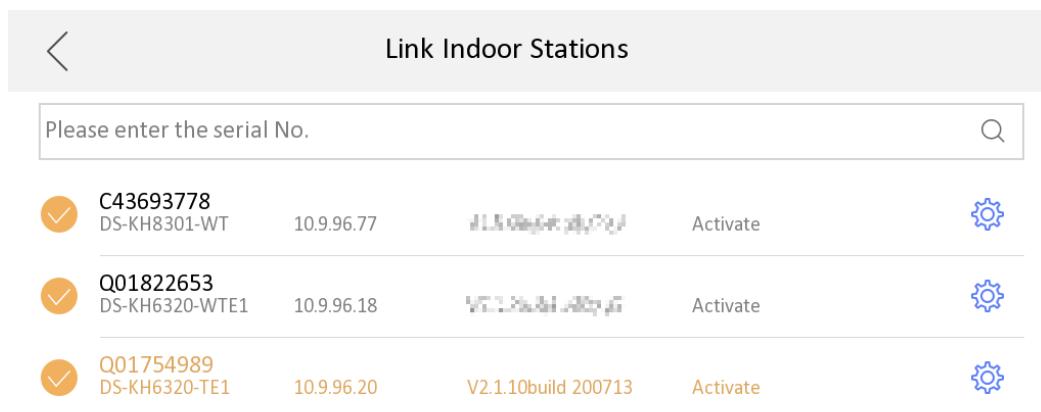 Link Indoor Stations
Please enter the serial No.
C43693778
DS-KH8301-WT 10.9.96.77 Activate
Q01822653
DS-KH6320-WTE1 10.9.96.18 Activate
Q01754989
DS-KH6320-TE1 10.9.96.20 V2.1.10build 200713 Activate